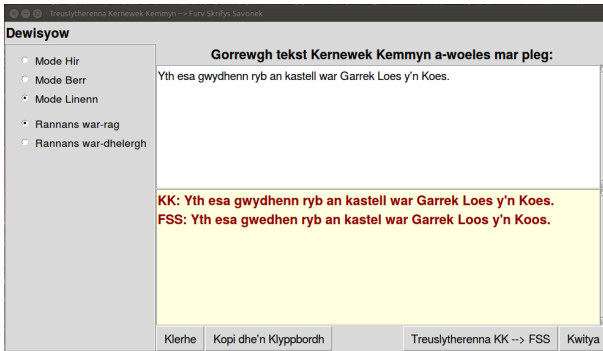 Treuslytherenna Kernewek Kemmyn --> Furv Skrifys Savonek
Dewisyow
Mode Hir
Mode Berr
Mode Linenn
Rannans war-rag
Rannans war-dhelergh
Gorrewgh tekst Kernewek Kemmyn a-woeles mar pleg:
Yth esa gwydhenn ryb an kastell war Garrek Loes y'n Koes.
KK: Yth esa gwydhenn ryb an kastell war Garrek Loes y'n Koes.
FSS: Yth esa gwedhen ryb an kastel war Garrek Loos y'n Koos.
Klerhe
Kopi dhe'n Klyppbordh
Treuslytherenna KK --> FSS
Kwitya